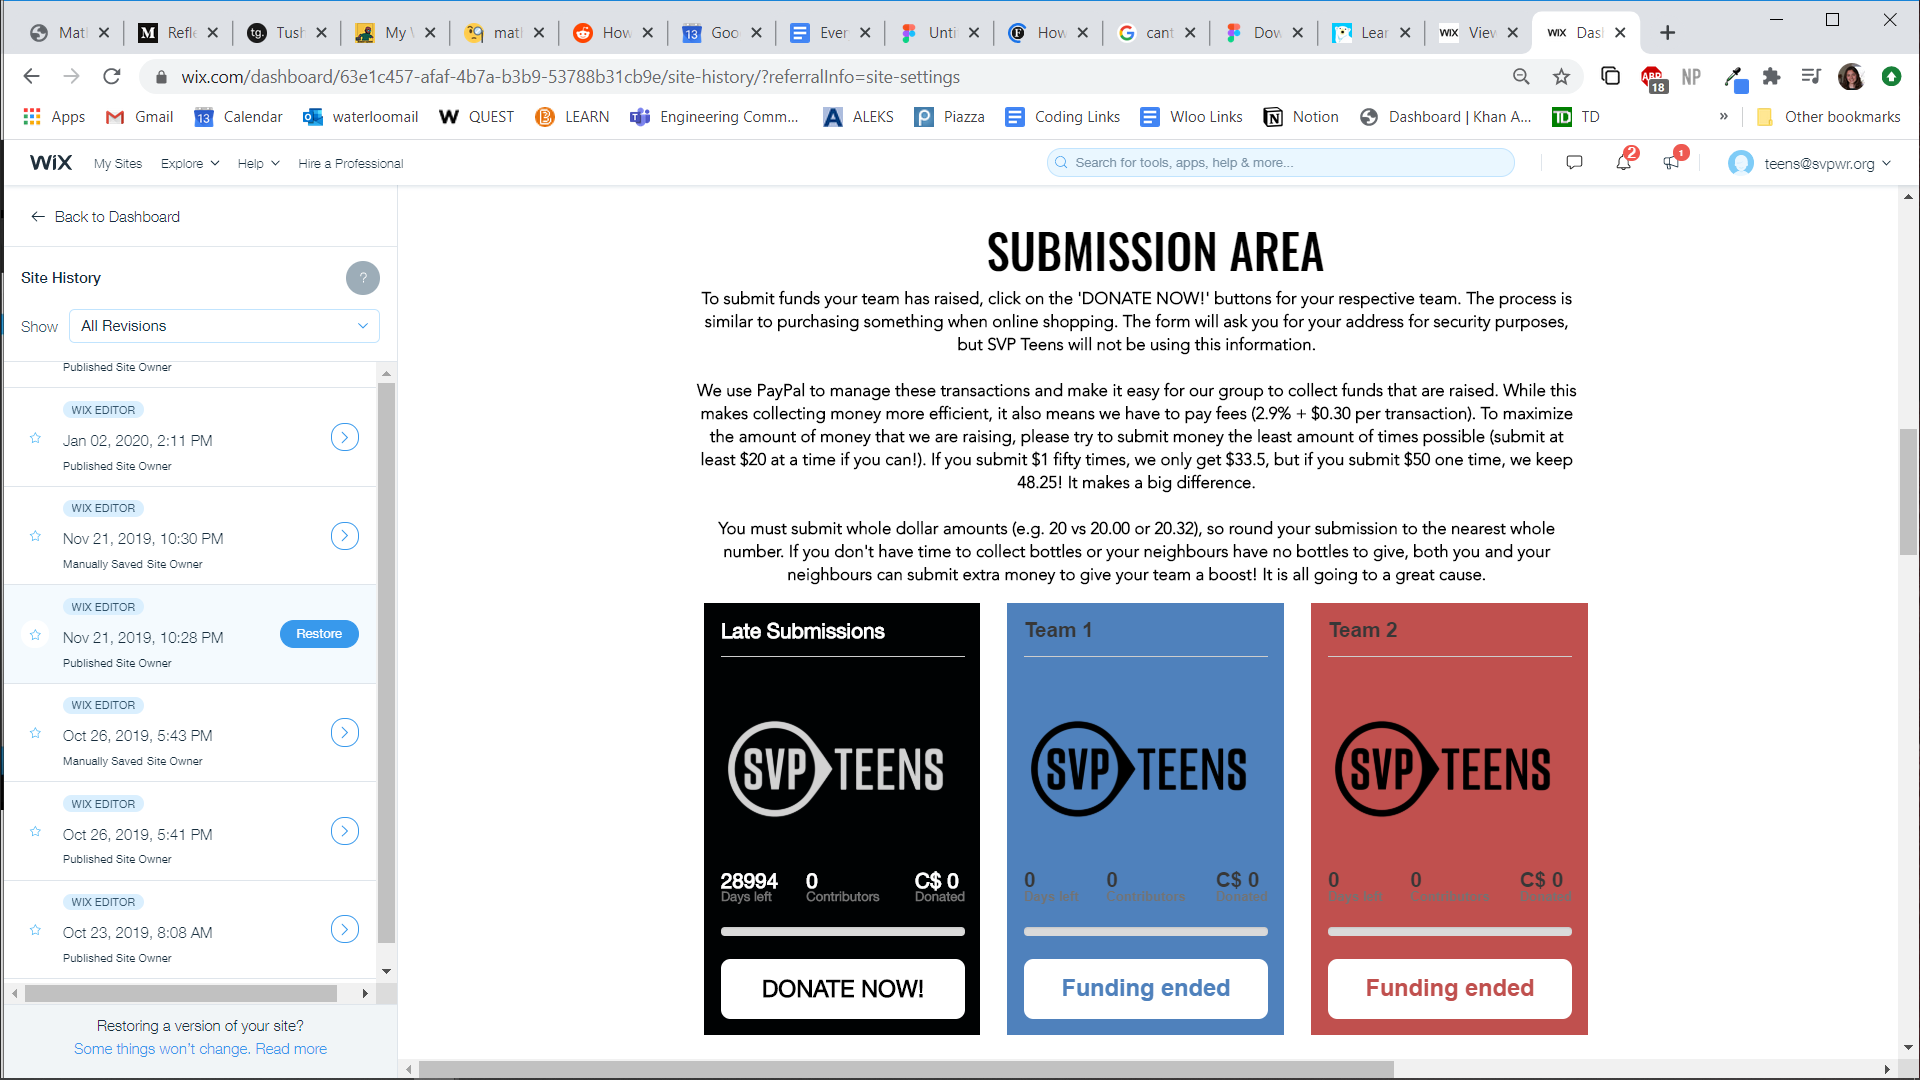 Matl
Refle
Tush
My \
matl
How
Goo
Ever
Unti
How
cant
Dow
Lear
WIX View
WIX Dasl
wix.com/dashboard/63e1c457-afaf-4b7a-b3b9-53788b31cb9e/site-history/?referralInfo=site-settings
ABP 18 NP
Apps
Gmail
Calendar
waterloomail
QUEST
LEARN
Engineering Comm...
ALEKS
Piazza
Coding Links
Wloo Links
Notion
Dashboard | Khan A...
TD
»
Other bookmarks
WiX
My Sites
Explore
Help
Hire a Professional
Search for tools, apps, help & more...
2
1
teens@svpwr.org
Back to Dashboard
Site History
?
Show All Revisions
Published Site Owner
WIX EDITOR
Jan 02, 2020, 2:11 PM
Published Site Owner
WIX EDITOR
Nov 21, 2019, 10:30 PM
Manually Saved Site Owner
WIX EDITOR
Nov 21, 2019, 10:28 PM
Restore
Published Site Owner
WIX EDITOR
Oct 26, 2019, 5:43 PM
Manually Saved Site Owner
WIX EDITOR
Oct 26, 2019, 5:41 PM
Published Site Owner
WIX EDITOR
Oct 23, 2019, 8:08 AM
Published Site Owner
Restoring a version of your site?
Some things won't change. Read more
SUBMISSION AREA
To submit funds your team has raised, click on the 'DONATE NOW!' buttons for your respective team. The process is
similar to purchasing something when online shopping. The form will ask you for your address for security purposes,
but SVP Teens will not be using this information.
We use PayPal to manage these transactions and make it easy for our group to collect funds that are raised. While this
makes collecting money more efficient, it also means we have to pay fees (2.9% + $0.30 per transaction). To maximize
the amount of money that we are raising, please try to submit money the least amount of times possible (submit at
least $20 at a time if you can!). If you submit $1 fifty times, we only get $33.5, but if you submit $50 one time, we keep
48.25! It makes a big difference.
You must submit whole dollar amounts (e.g. 20 vs 20.00 or 20.32), so round your submission to the nearest whole
number. If you don't have time to collect bottles or your neighbours have no bottles to give, both you and your
neighbours can submit extra money to give your team a boost! It is all going to a great cause.
Late Submissions
SVP TEENS
28994 0 C$ 0
Days left Contributors Donated
DONATE NOW!
Team 1
SVP TEENS
0 0 C$ 0
Days left Contributors Donated
Funding ended
Team 2
SVP TEENS
0 0 C$ 0
Days left Contributors Donated
Funding ended